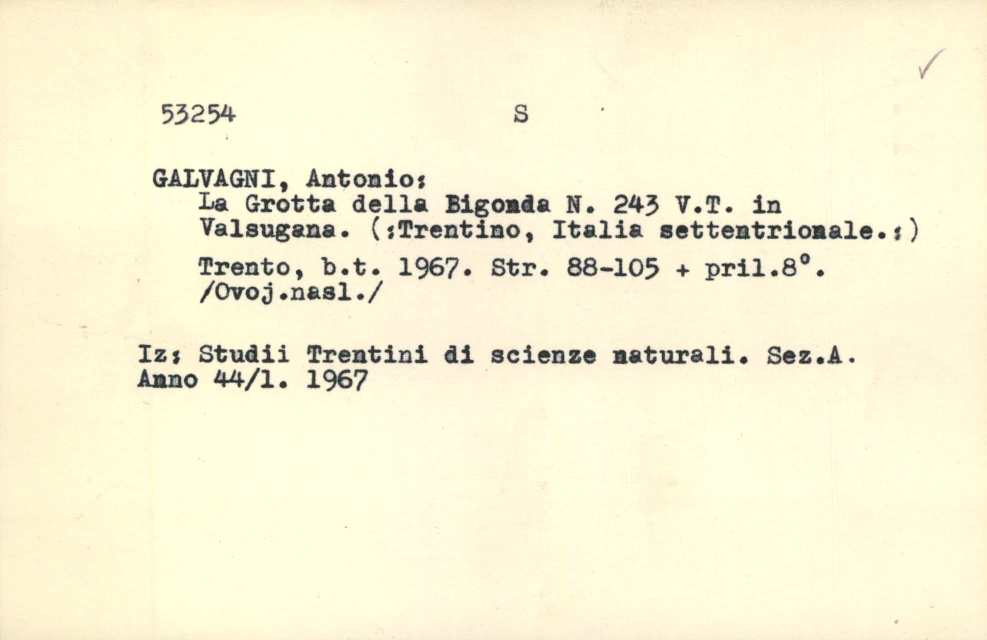 53254 S
GALVAGNI, Antonio:
La Grotta della Bigonda N. 243 V.T. in
Valsugana. (:Trentino, Italia settentrionale.:)
Trento, b.t. 1967. Str. 88-105 + pril.8°.
/Ovoj.nasl./
Iz: Studii Trentini di scienze naturali. Sez.A.
Anno 44/1. 1967